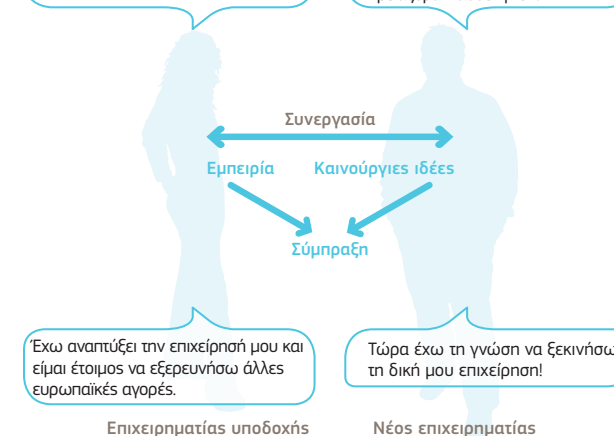 Συνεργασία
Εμπειρία Καινούργιες ιδέες
Σύμπραξη
Έχω αναπτύξει την επιχείρησή μου και
είμαι έτοιμος να εξερευνήσω άλλες
ευρωπαϊκές αγορές.
Τώρα έχω τη γνώση να ξεκινήσω
τη δική μου επιχείρηση!
Επιχειρηματίας υποδοχής
Νέος επιχειρηματίας